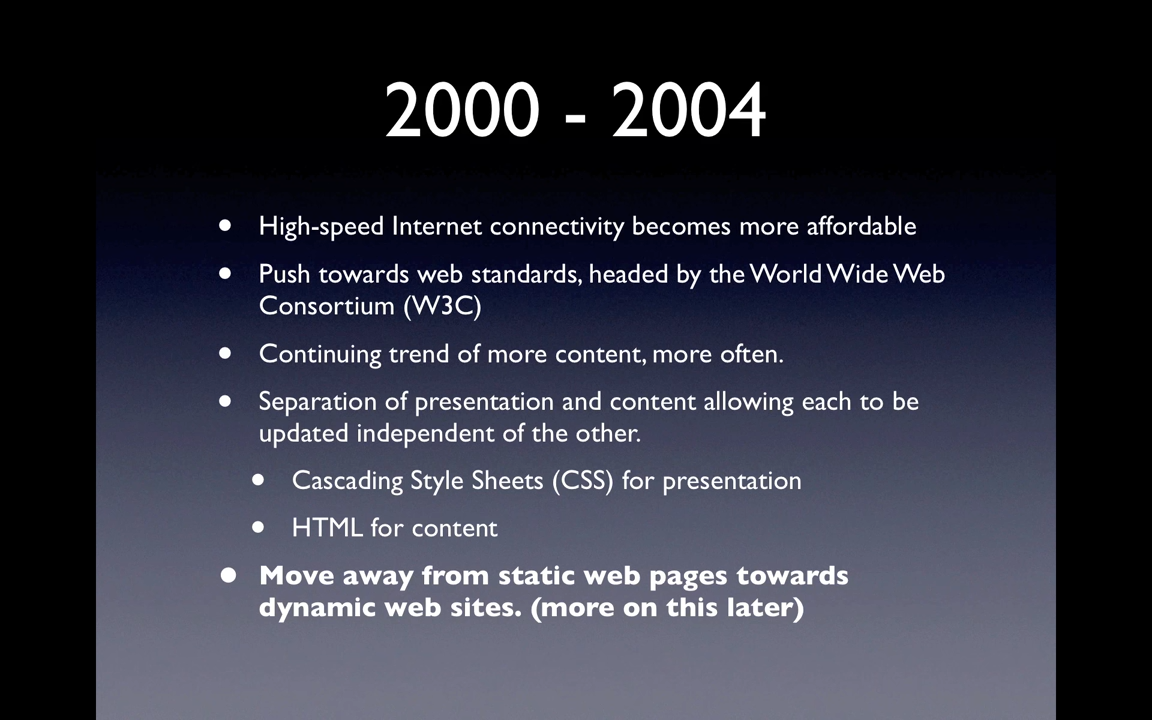 2000 - 2004
• High-speed Internet connectivity becomes more affordable
• Push towards web standards, headed by the World Wide Web
Consortium (W3C)
• Continuing trend of more content, more often.
• Separation of presentation and content allowing each to be
updated independent of the other.
• Cascading Style Sheets (CSS) for presentation
• HTML for content
• Move away from static web pages towards
dynamic web sites. (more on this later)